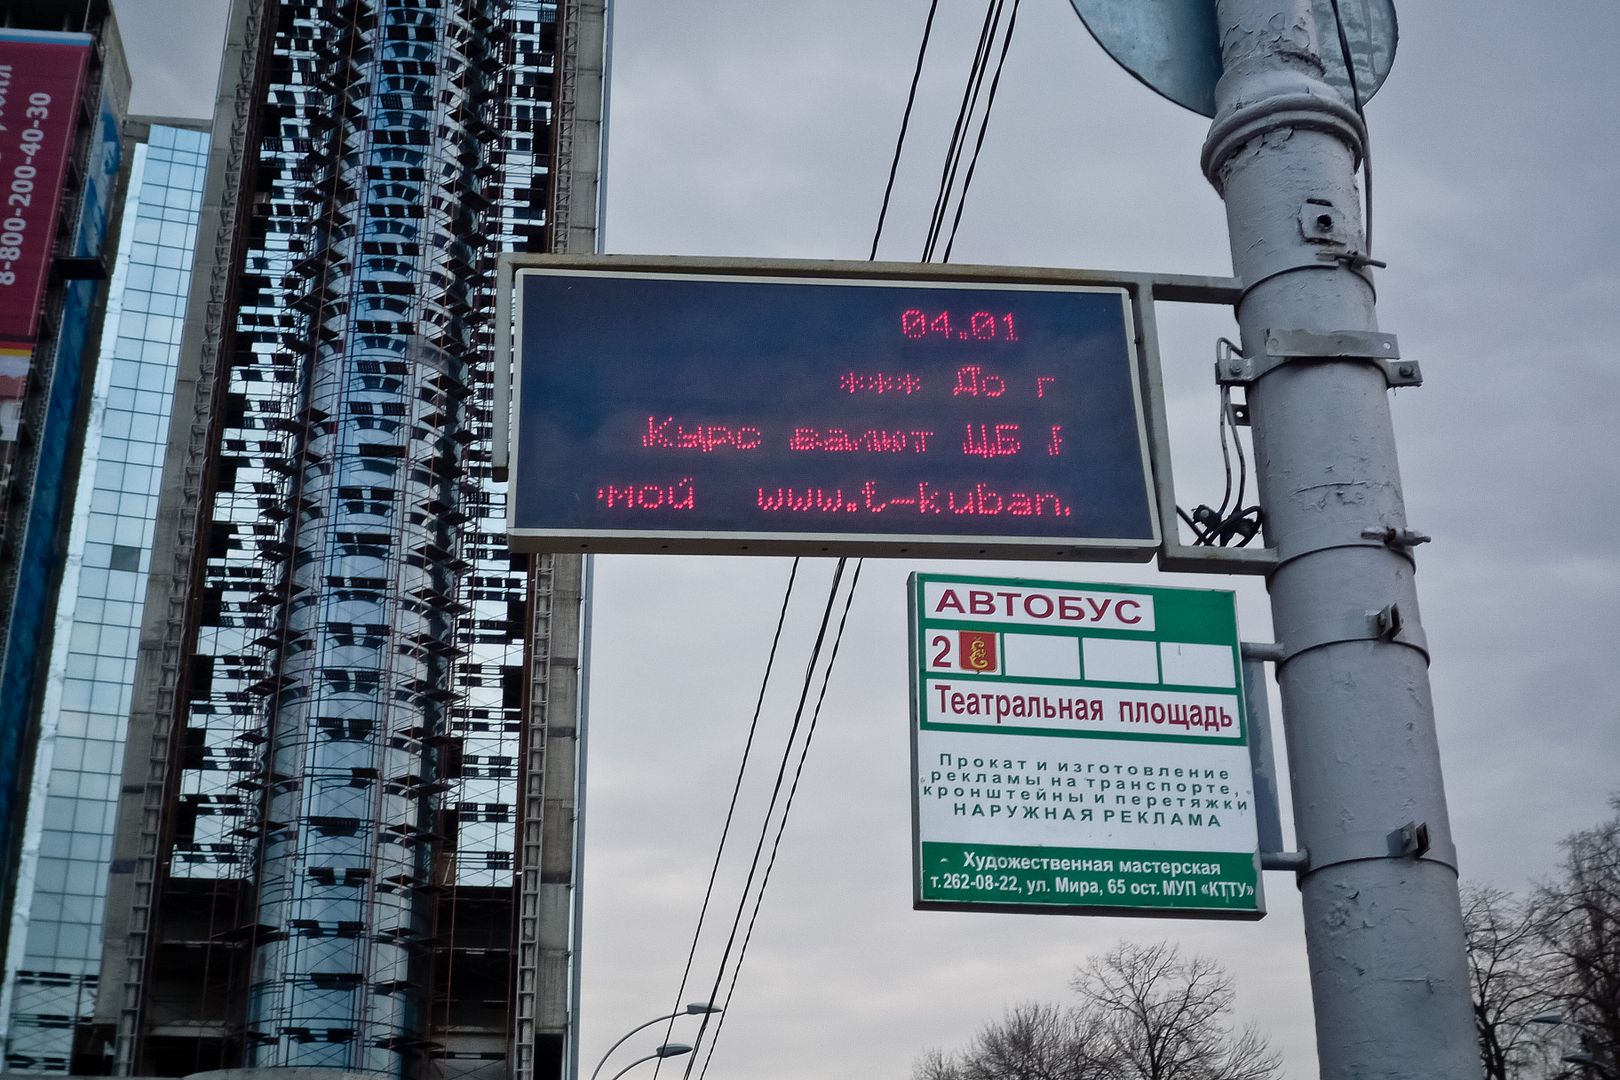 8-800-200-40-30
04.01
*** До г
Кырс валют ЦБ
мой www.t-kuban.
АВТОБУС
2
Театральная площадь
Прокат и изготовление
рекламы на транспорте,
кронштейны и перетяжки
НАРУЖНАЯ РЕКЛАМА
Художественная мастерская
т.262-08-22, ул. Мира, 65 ост. МУП «КТТУ»